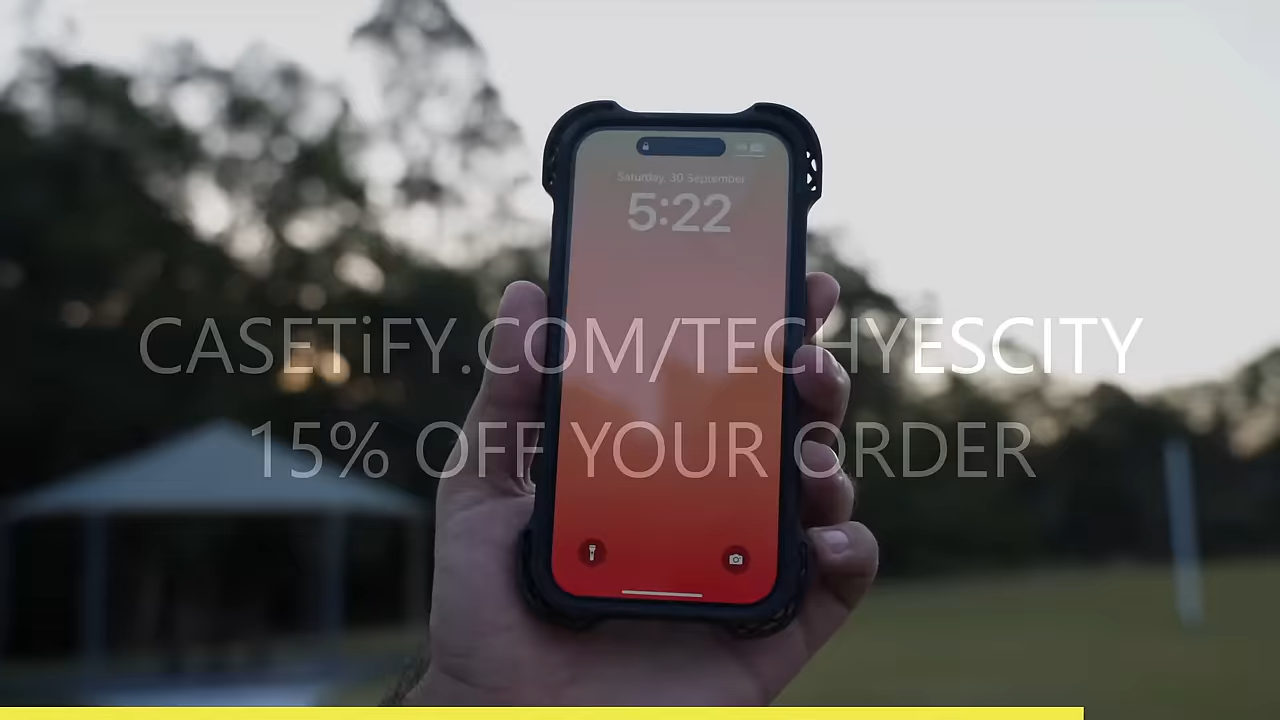 Saturday, 30 September
5:22
CASETiFY.COM/TECHYESCITY
15% OFF YOUR ORDER